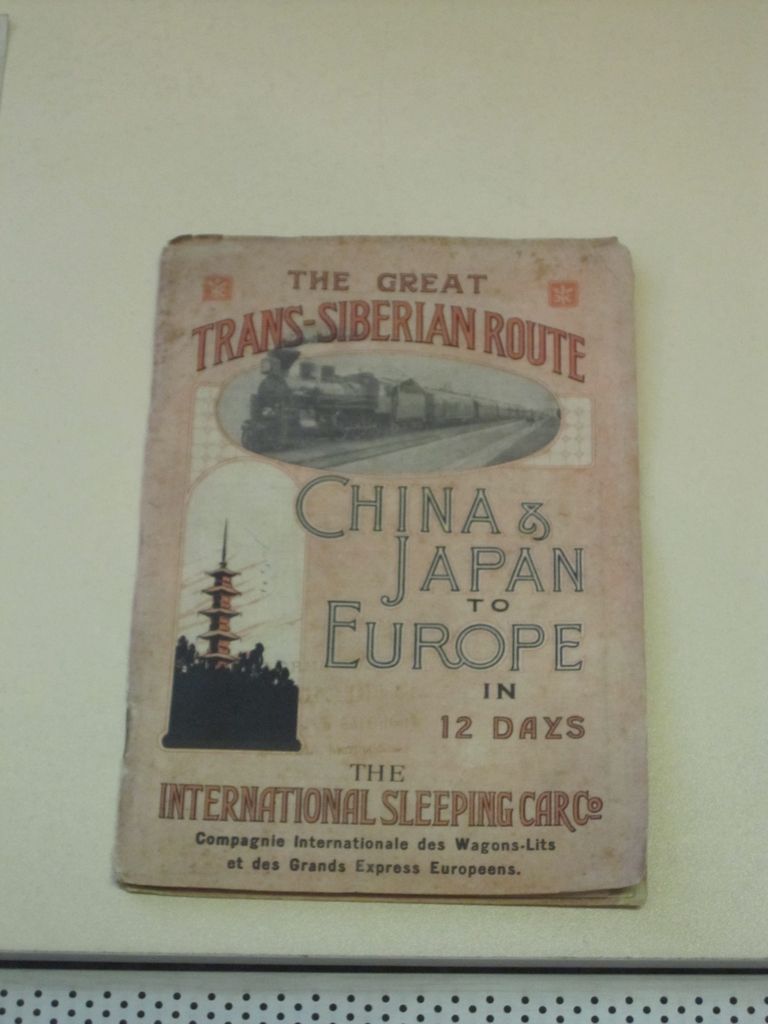 THE GREAT
TRANS-SIBERIAN ROUTE
CHINA &
JAPAN
TO
EUROPE
IN
12 DAYS
THE
INTERNATIONAL SLEEPING CAR Co
Compagnie Internationale des Wagons-Lits
et des Grands Express Europeens.